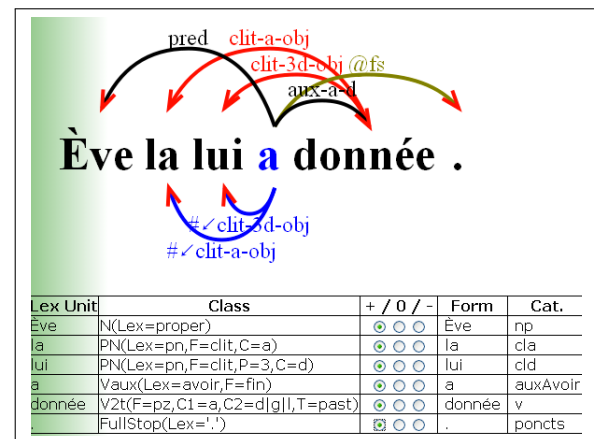 pred clit-a-obj
clit-3d-obj @fs
aux-a-d
Ève la lui a donnée .
#↙clit-3d-obj
#↙clit-a-obj
Lex Unit Class + / 0 / - Form Cat.
Ève N(Lex=proper) Ève np
la PN(Lex=pn,F=clit,C=a) la cla
lui PN(Lex=pn,F=clit,P=3,C=d) lui cld
a Vaux(Lex=avoir,F=fin) a auxAvoir
donnée V2t(F=pz,C1=a,C2=d|g|l,T=past) donnée v
. FullStop(Lex='.') . poncts